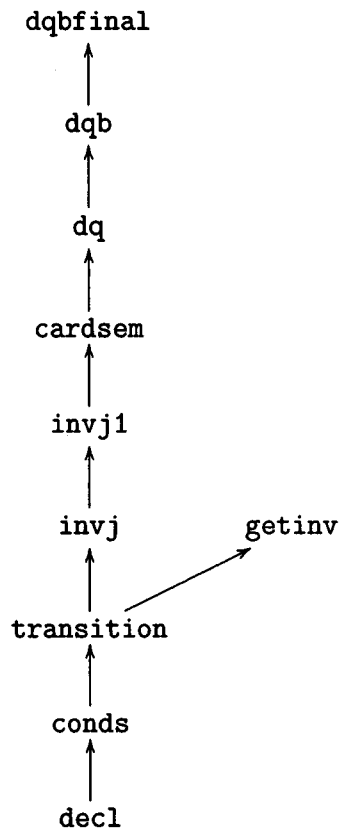 dqbfinal
dqb
dq
cardsem
invj1
invj getinv
transition
conds
decl